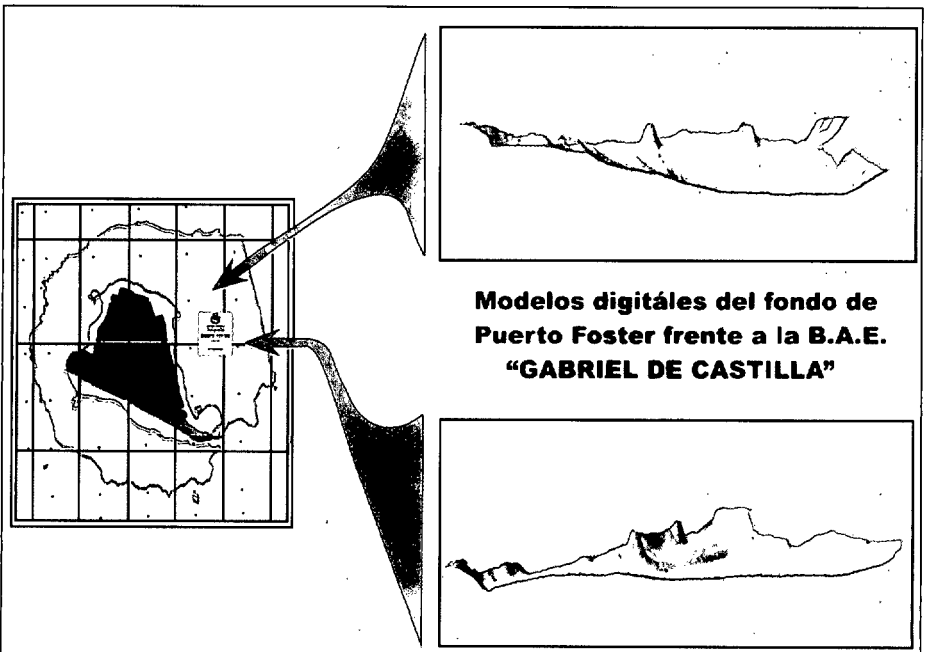 Modelos digitáles del fondo de
Puerto Foster frente a la B.A.E.
“GABRIEL DE CASTILLA”